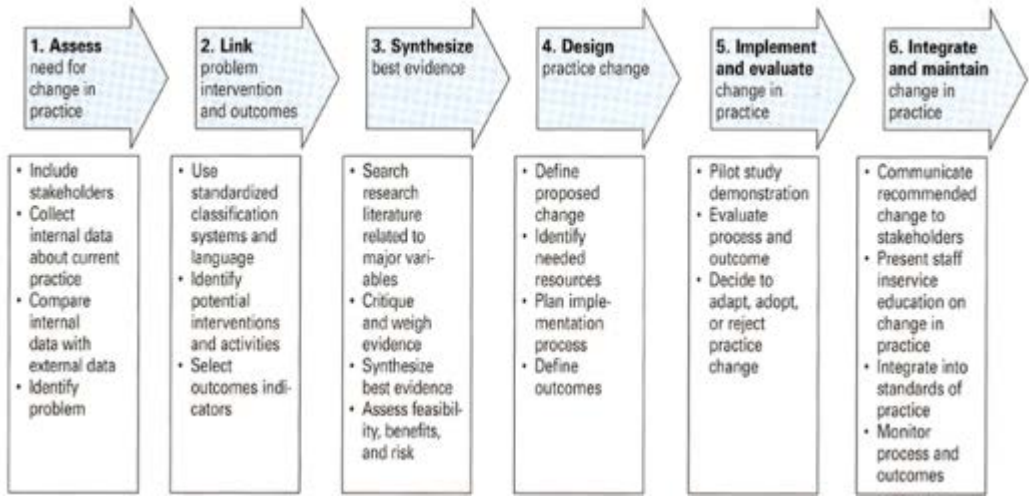 1. Assess
need for
change in
practice
2. Link
problem
intervention
and outcomes
3. Synthesize
best evidence
4. Design
practice change
5. Implement
and evaluate
change in
practice
6. Integrate
and maintain
change in
practice
• Include
stakeholders
• Collect
internal data
about current
practice
• Compare
internal
data with
external data
• Identify
problem
• Use
standardized
classification
systems and
language
• Identify
potential
interventions
and activities
• Select
outcomes indi-
cators
• Search
research
literature
related to
major vari-
ables
• Critique
and weigh
evidence
• Synthesize
best evidence
• Assess feasibil-
ity, benefits,
and risk
• Define
proposed
change
• Identify
needed
resources
• Plan imple-
mentation
process
• Define
outcomes
• Pilot study
demonstration
• Evaluate
process and
outcome
• Decide to
adapt, adopt,
or reject
practice
change
• Communicate
recommended
change to
stakeholders
• Present staff
inservice
education on
change in
practice
• Integrate into
standards of
practice
• Monitor
process and
outcomes